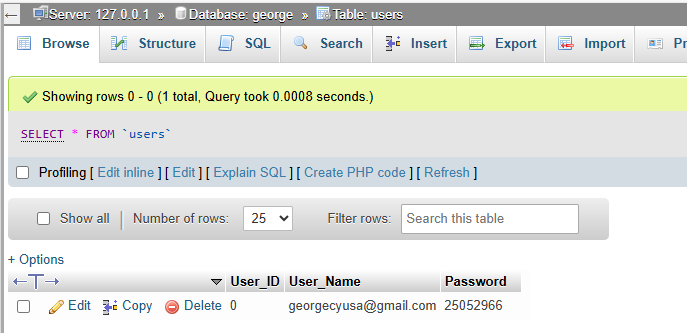 Server: 127.0.0.1 » Database: george » Table: users
Browse Structure SQL Search Insert Export Import
Showing rows 0 - 0 (1 total, Query took 0.0008 seconds.)
SELECT * FROM `users`
Profiling [ Edit inline ] [ Edit ] [ Explain SQL ] [ Create PHP code ] [ Refresh ]
Show all | Number of rows: 25 Filter rows: Search this table
+ Options
←T→ User_ID User_Name Password
Edit Copy Delete 0 georgecyusa@gmail.com 25052966